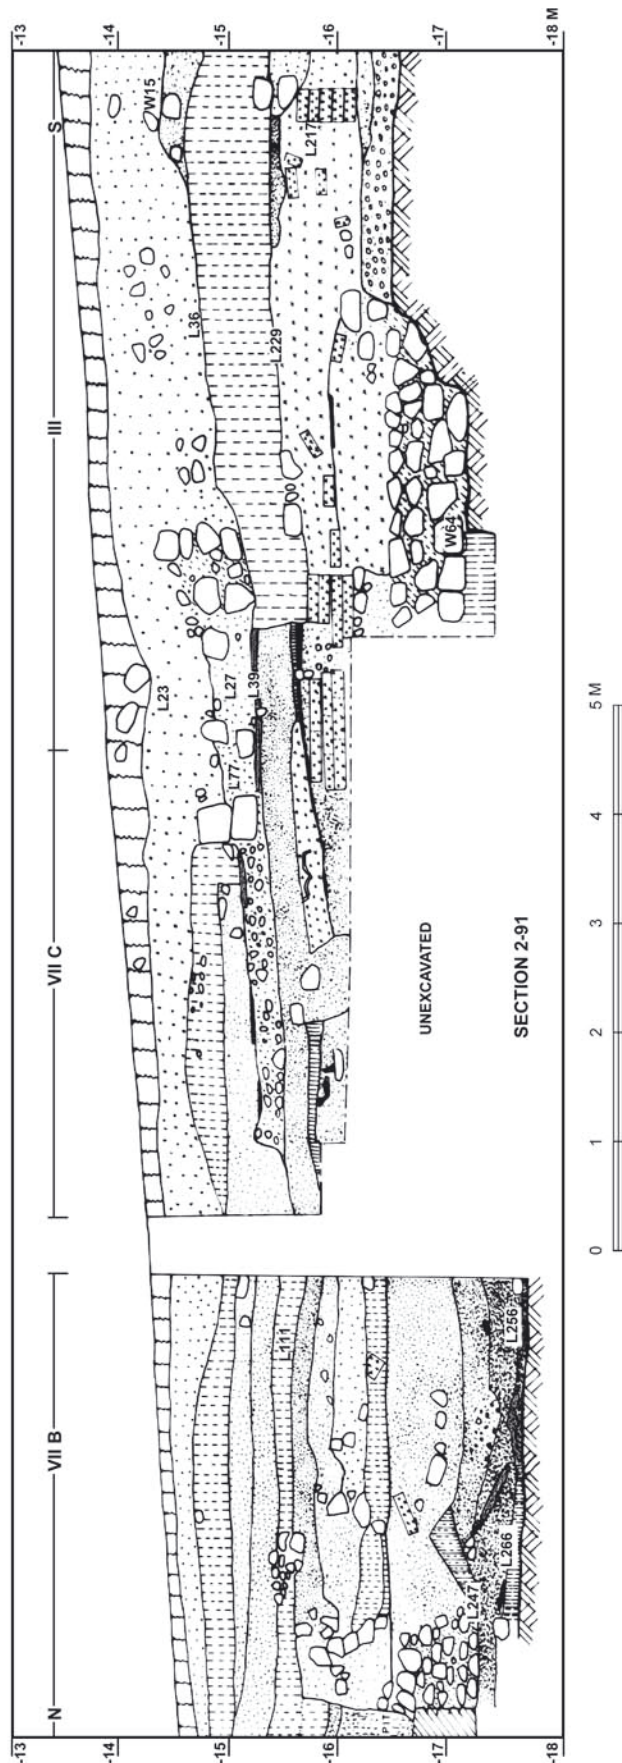 -13
-14
-15
-16
-17
-18 M
S
III
VII C
VII B
N
W15
L36
L217
L229
L23
L27
L39
L77
W64
L111
L256
L266
L247
PIT
UNEXCAVATED
SECTION 2-91
0 1 2 3 4 5 M
-13
-14
-15
-16
-17
-18